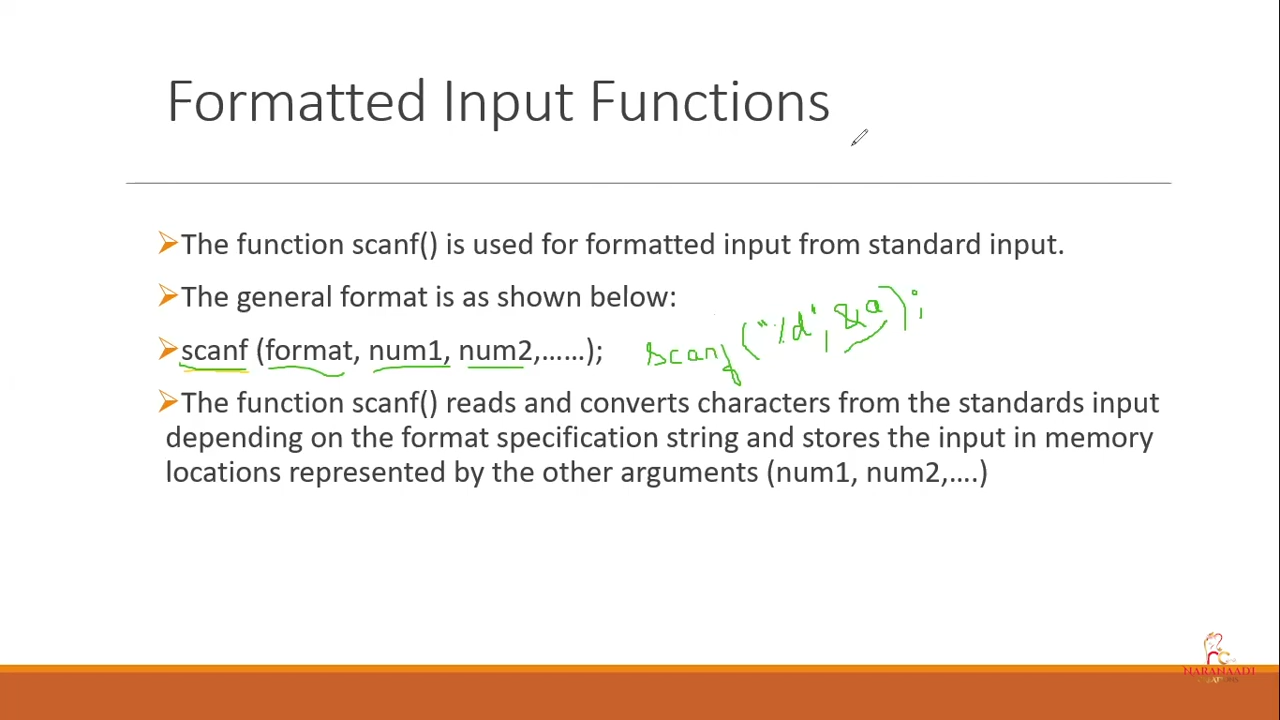 Formatted Input Functions
The function scanf() is used for formatted input from standard input.
The general format is as shown below:
scanf (format, num1, num2,......); scanf("%d", &a);
The function scanf() reads and converts characters from the standards input
depending on the format specification string and stores the input in memory
locations represented by the other arguments (num1, num2,....)
NARANAADI